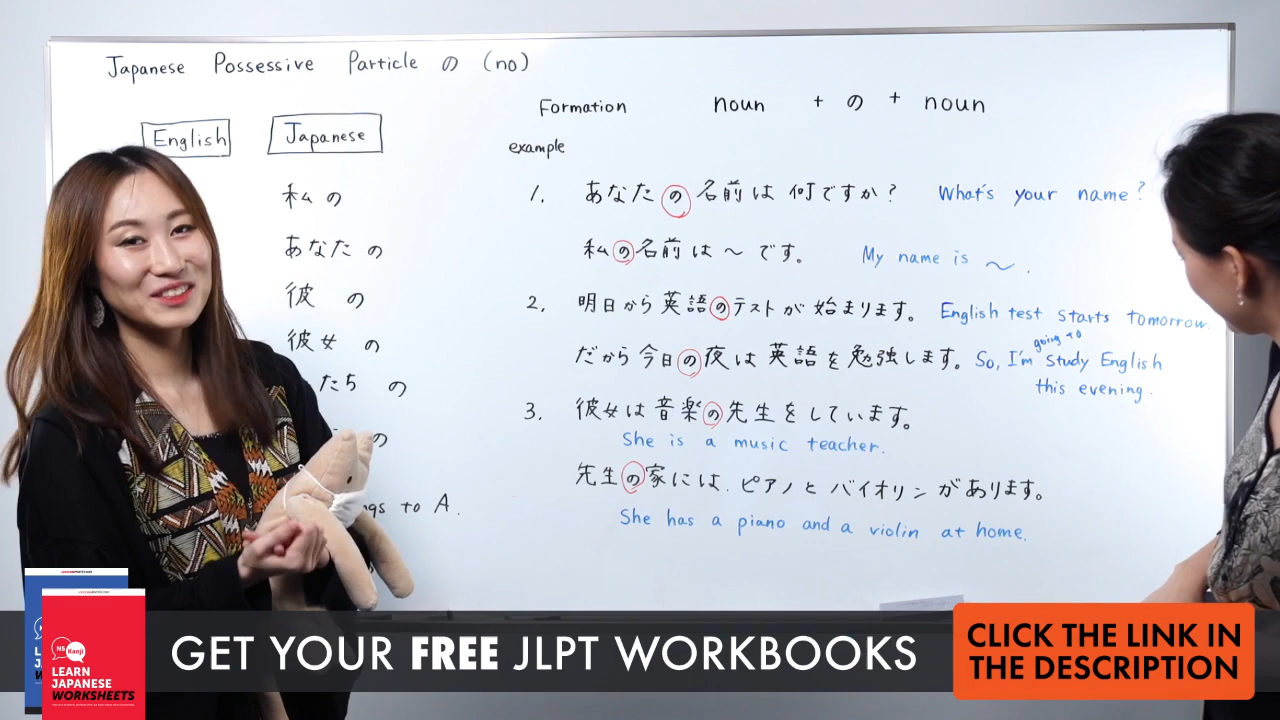 Japanese Possessive Particle の (no)
English Japanese
私の
あなたの
彼の
彼女の
たちの
の
ngs to A.
Formation noun + の + noun
example
1. あなたの名前は何ですか? What's your name?
私の名前は〜です。 My name is 〜.
2. 明日から英語のテストが始まります。 English test starts tomorrow.
だから今日の夜は英語を勉強します。 So, I'm going to study English
this evening.
3. 彼女は音楽の先生をしています。
She is a music teacher.
先生の家には、ピアノとバイオリンがあります。
She has a piano and a violin at home.
GET YOUR FREE JLPT WORKBOOKS
CLICK THE LINK IN
THE DESCRIPTION
Kanji
LEARN
JAPANESE
WORKSHEETS